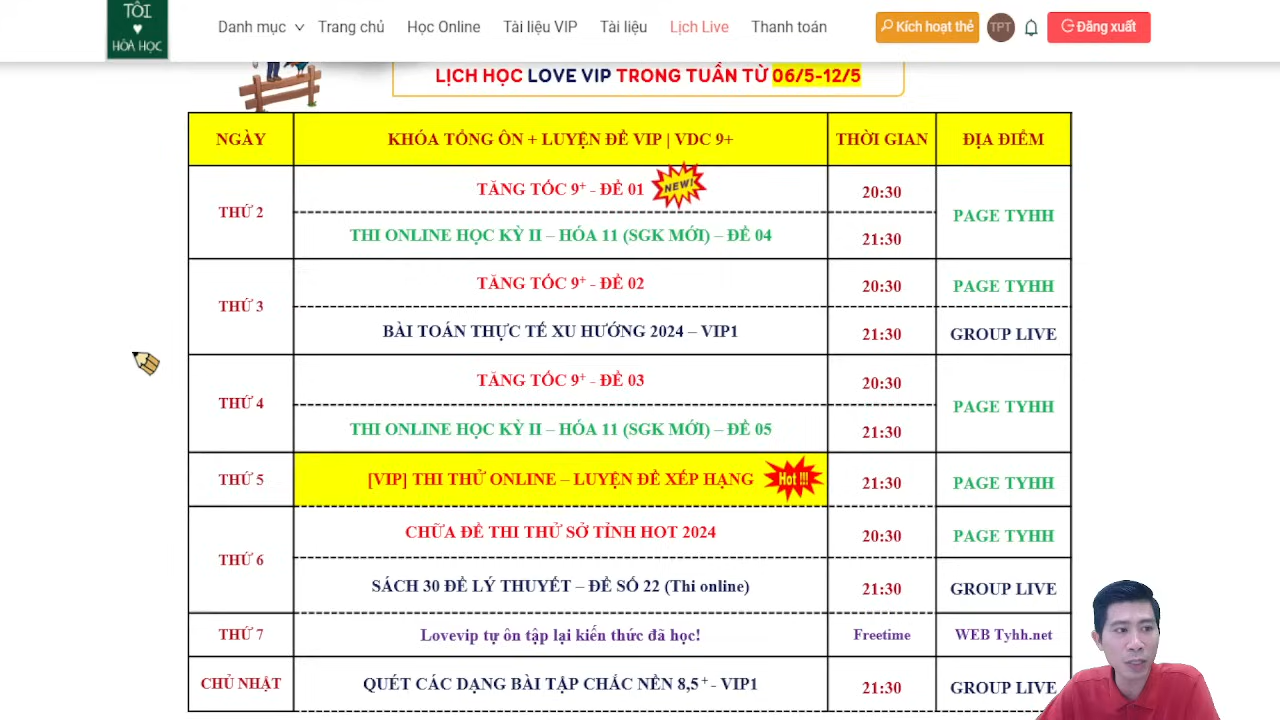 TÔI
HÓA HỌC
Danh mục Trang chủ Học Online Tài liệu VIP Tài liệu Lịch Live Thanh toán Kích hoạt thẻ TPT Đăng xuất
LỊCH HỌC LOVE VIP TRONG TUẦN TỪ 06/5-12/5
NGÀY KHÓA TỔNG ÔN + LUYỆN ĐỀ VIP | VDC 9+ THỜI GIAN ĐỊA ĐIỂM
THỨ 2
TĂNG TỐC 9+ - ĐỀ 01 NEW! 20:30
PAGE TYHH
THI ONLINE HỌC KỲ II – HÓA 11 (SGK MỚI) – ĐỀ 04 21:30
THỨ 3
TĂNG TỐC 9+ - ĐỀ 02 20:30 PAGE TYHH
BÀI TOÁN THỰC TẾ XU HƯỚNG 2024 – VIP1 21:30 GROUP LIVE
THỨ 4
TĂNG TỐC 9+ - ĐỀ 03 20:30
PAGE TYHH
THI ONLINE HỌC KỲ II – HÓA 11 (SGK MỚI) – ĐỀ 05 21:30
THỨ 5 [VIP] THI THỬ ONLINE – LUYỆN ĐỀ XẾP HẠNG Hot !!! 21:30 PAGE TYHH
THỨ 6
CHỮA ĐỀ THI THỬ SỞ TỈNH HOT 2024 20:30 PAGE TYHH
SÁCH 30 ĐỀ LÝ THUYẾT – ĐỀ SỐ 22 (Thi online) 21:30 GROUP LIVE
THỨ 7 Lovevip tự ôn tập lại kiến thức đã học! Freetime WEB Tyhh.net
CHỦ NHẬT QUÉT CÁC DẠNG BÀI TẬP CHẮC NỀN 8,5+ - VIP1 21:30 GROUP LIVE